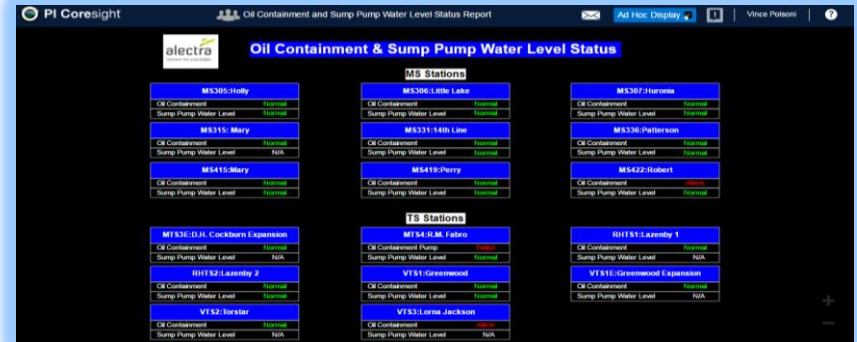 PI Coresight
Oil Containment and Sump Pump Water Level Status Report
Ad Hoc Display
Vince Polsoni
?
alectra
Oil Containment & Sump Pump Water Level Status
MS Stations
MS305:Holly
Oil Containment Normal
Sump Pump Water Level Normal
MS306:Little Lake
Oil Containment Normal
Sump Pump Water Level Normal
MS307:Huronia
Oil Containment Normal
Sump Pump Water Level Normal
MS315: Mary
Oil Containment Normal
Sump Pump Water Level N/A
MS331:14th Line
Oil Containment Normal
Sump Pump Water Level Normal
MS336:Patterson
Oil Containment Normal
Sump Pump Water Level Normal
MS415:Mary
Oil Containment Normal
Sump Pump Water Level Normal
MS419:Perry
Oil Containment Normal
Sump Pump Water Level Normal
MS422:Robert
Oil Containment Alarm
Sump Pump Water Level Normal
TS Stations
MTS3E:D.H. Cockburn Expansion
Oil Containment Normal
Sump Pump Water Level N/A
MTS4:R.M. Fabro
Oil Containment Pump Failed
Sump Pump Water Level Normal
RHTS1:Lazenby 1
Oil Containment Normal
Sump Pump Water Level N/A
RHTS2:Lazenby 2
Oil Containment Normal
Sump Pump Water Level Normal
VTS1:Greenwood
Oil Containment Normal
Sump Pump Water Level Normal
VTS1E:Greenwood Expansion
Oil Containment Normal
Sump Pump Water Level N/A
VTS2:Torstar
Oil Containment Normal
Sump Pump Water Level N/A
VTS3:Lorna Jackson
Oil Containment Alarm
Sump Pump Water Level N/A